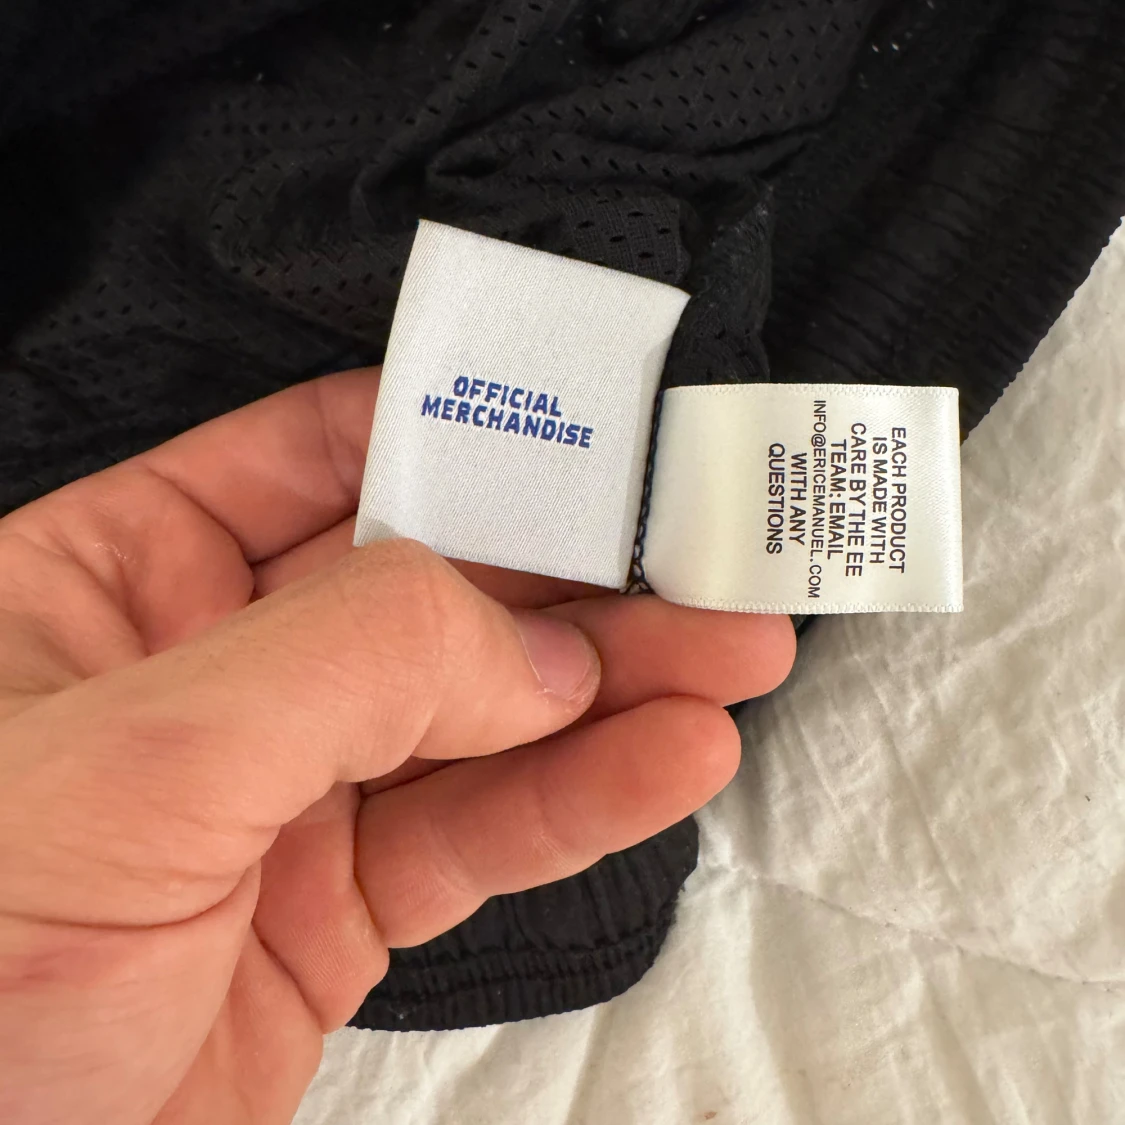 OFFICIAL
MERCHANDISE
EACH PRODUCT
IS MADE WITH
CARE BY THE EE
TEAM: EMAIL
INFO@ERICEMANUEL.COM
WITH ANY
QUESTIONS